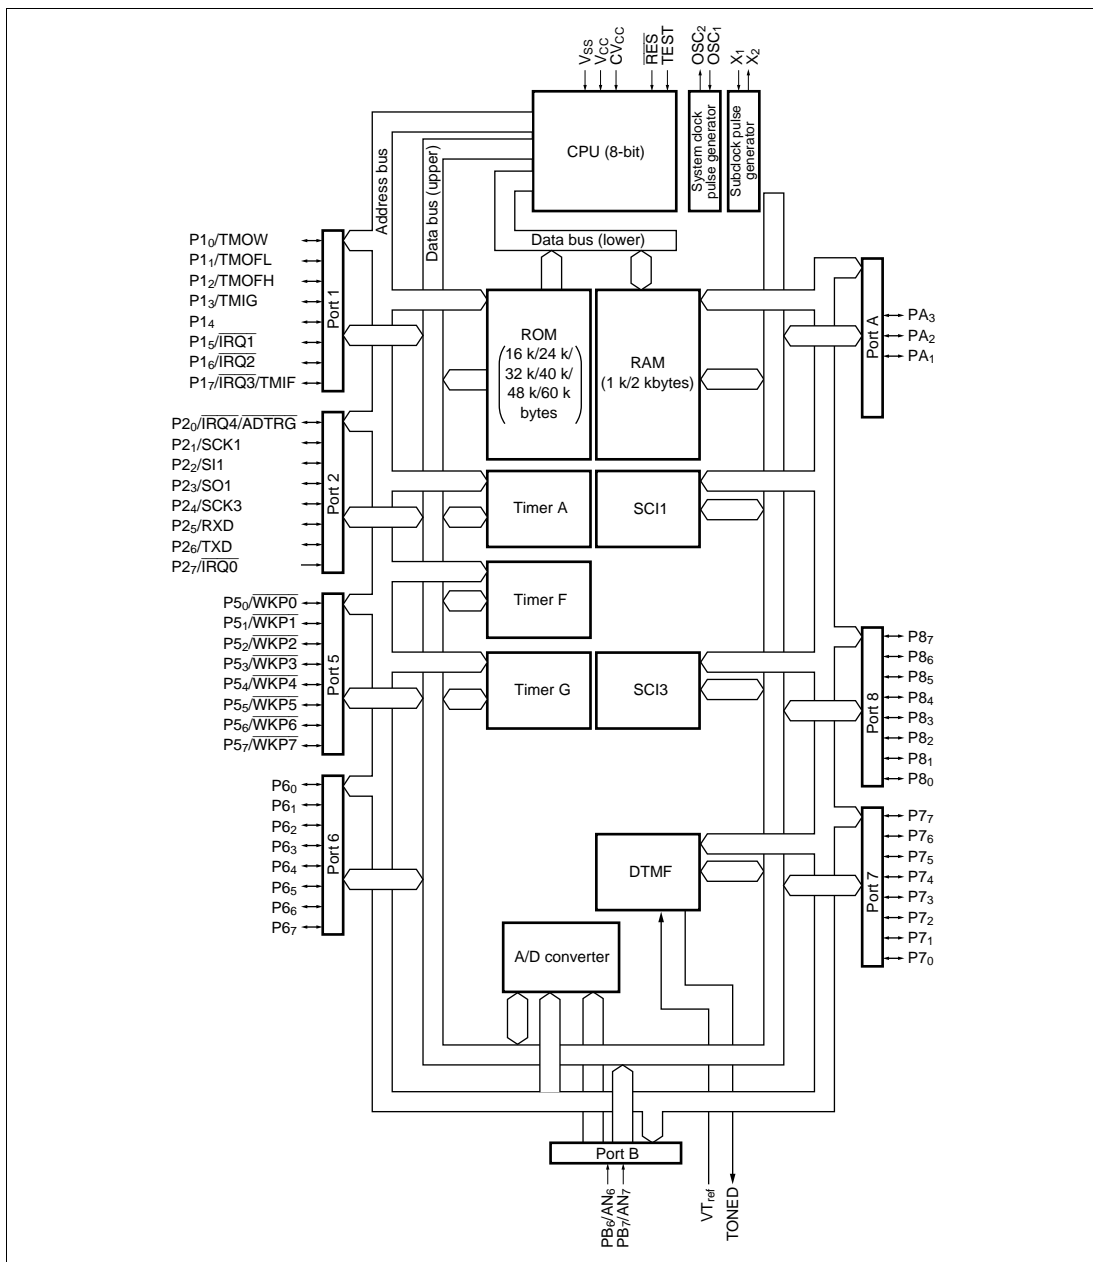 VSS
VCC
CVCC
RES
TEST
OSC2
OSC1
X1
X2
CPU (8-bit)
System clock
pulse generator
Subclock pulse
generator
Address bus
Data bus (upper)
Data bus (lower)
P10/TMOW
P11/TMOFL
P12/TMOFH
P13/TMIG
P14
P15/IRQ1
P16/IRQ2
P17/IRQ3/TMIF
Port 1
ROM
(16 k/24 k/
32 k/40 k/
48 k/60 k
bytes)
RAM
(1 k/2 kbytes)
Port A
PA3
PA2
PA1
P20/IRQ4/ADTRG
P21/SCK1
P22/SI1
P23/SO1
P24/SCK3
P25/RXD
P26/TXD
P27/IRQ0
Port 2
Timer A
SCI1
Timer F
P50/WKP0
P51/WKP1
P52/WKP2
P53/WKP3
P54/WKP4
P55/WKP5
P56/WKP6
P57/WKP7
Port 5
Timer G
SCI3
Port 8
P87
P86
P85
P84
P83
P82
P81
P80
P60
P61
P62
P63
P64
P65
P66
P67
Port 6
DTMF
Port 7
P77
P76
P75
P74
P73
P72
P71
P70
A/D converter
Port B
PB6/AN6
PB7/AN7
VTref
TONED